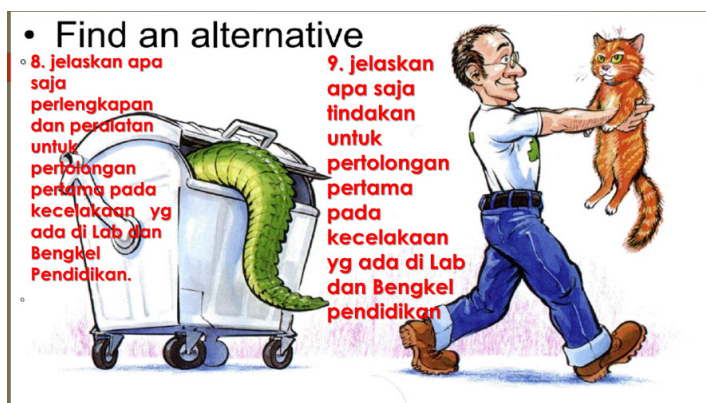 • Find an alternative
8. jelaskan apa
saja
perlengkapan
dan peralatan
untuk
pertolongan
pertama pada
kecelakaan yg
ada di Lab dan
Bengkel
Pendidikan.
9. jelaskan
apa saja
tindakan
untuk
pertolongan
pertama
pada
kecelakaan
yg ada di Lab
dan Bengkel
pendidikan